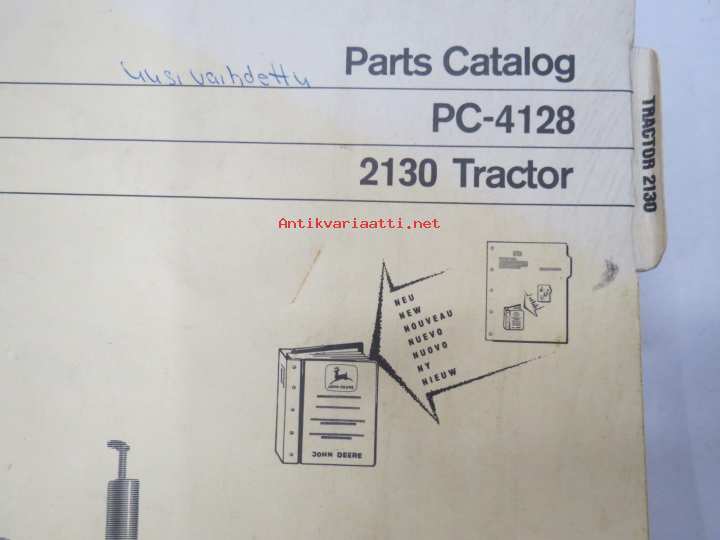 Parts Catalog
uusi vaihdettu
PC-4128
2130 Tractor
TRACTOR 2130
Antikvariaatti.net
NEU
NEW
NOUVEAU
NUEVO
NUOVO
NY
NIEUW
JOHN DEERE
JOHN DEERE